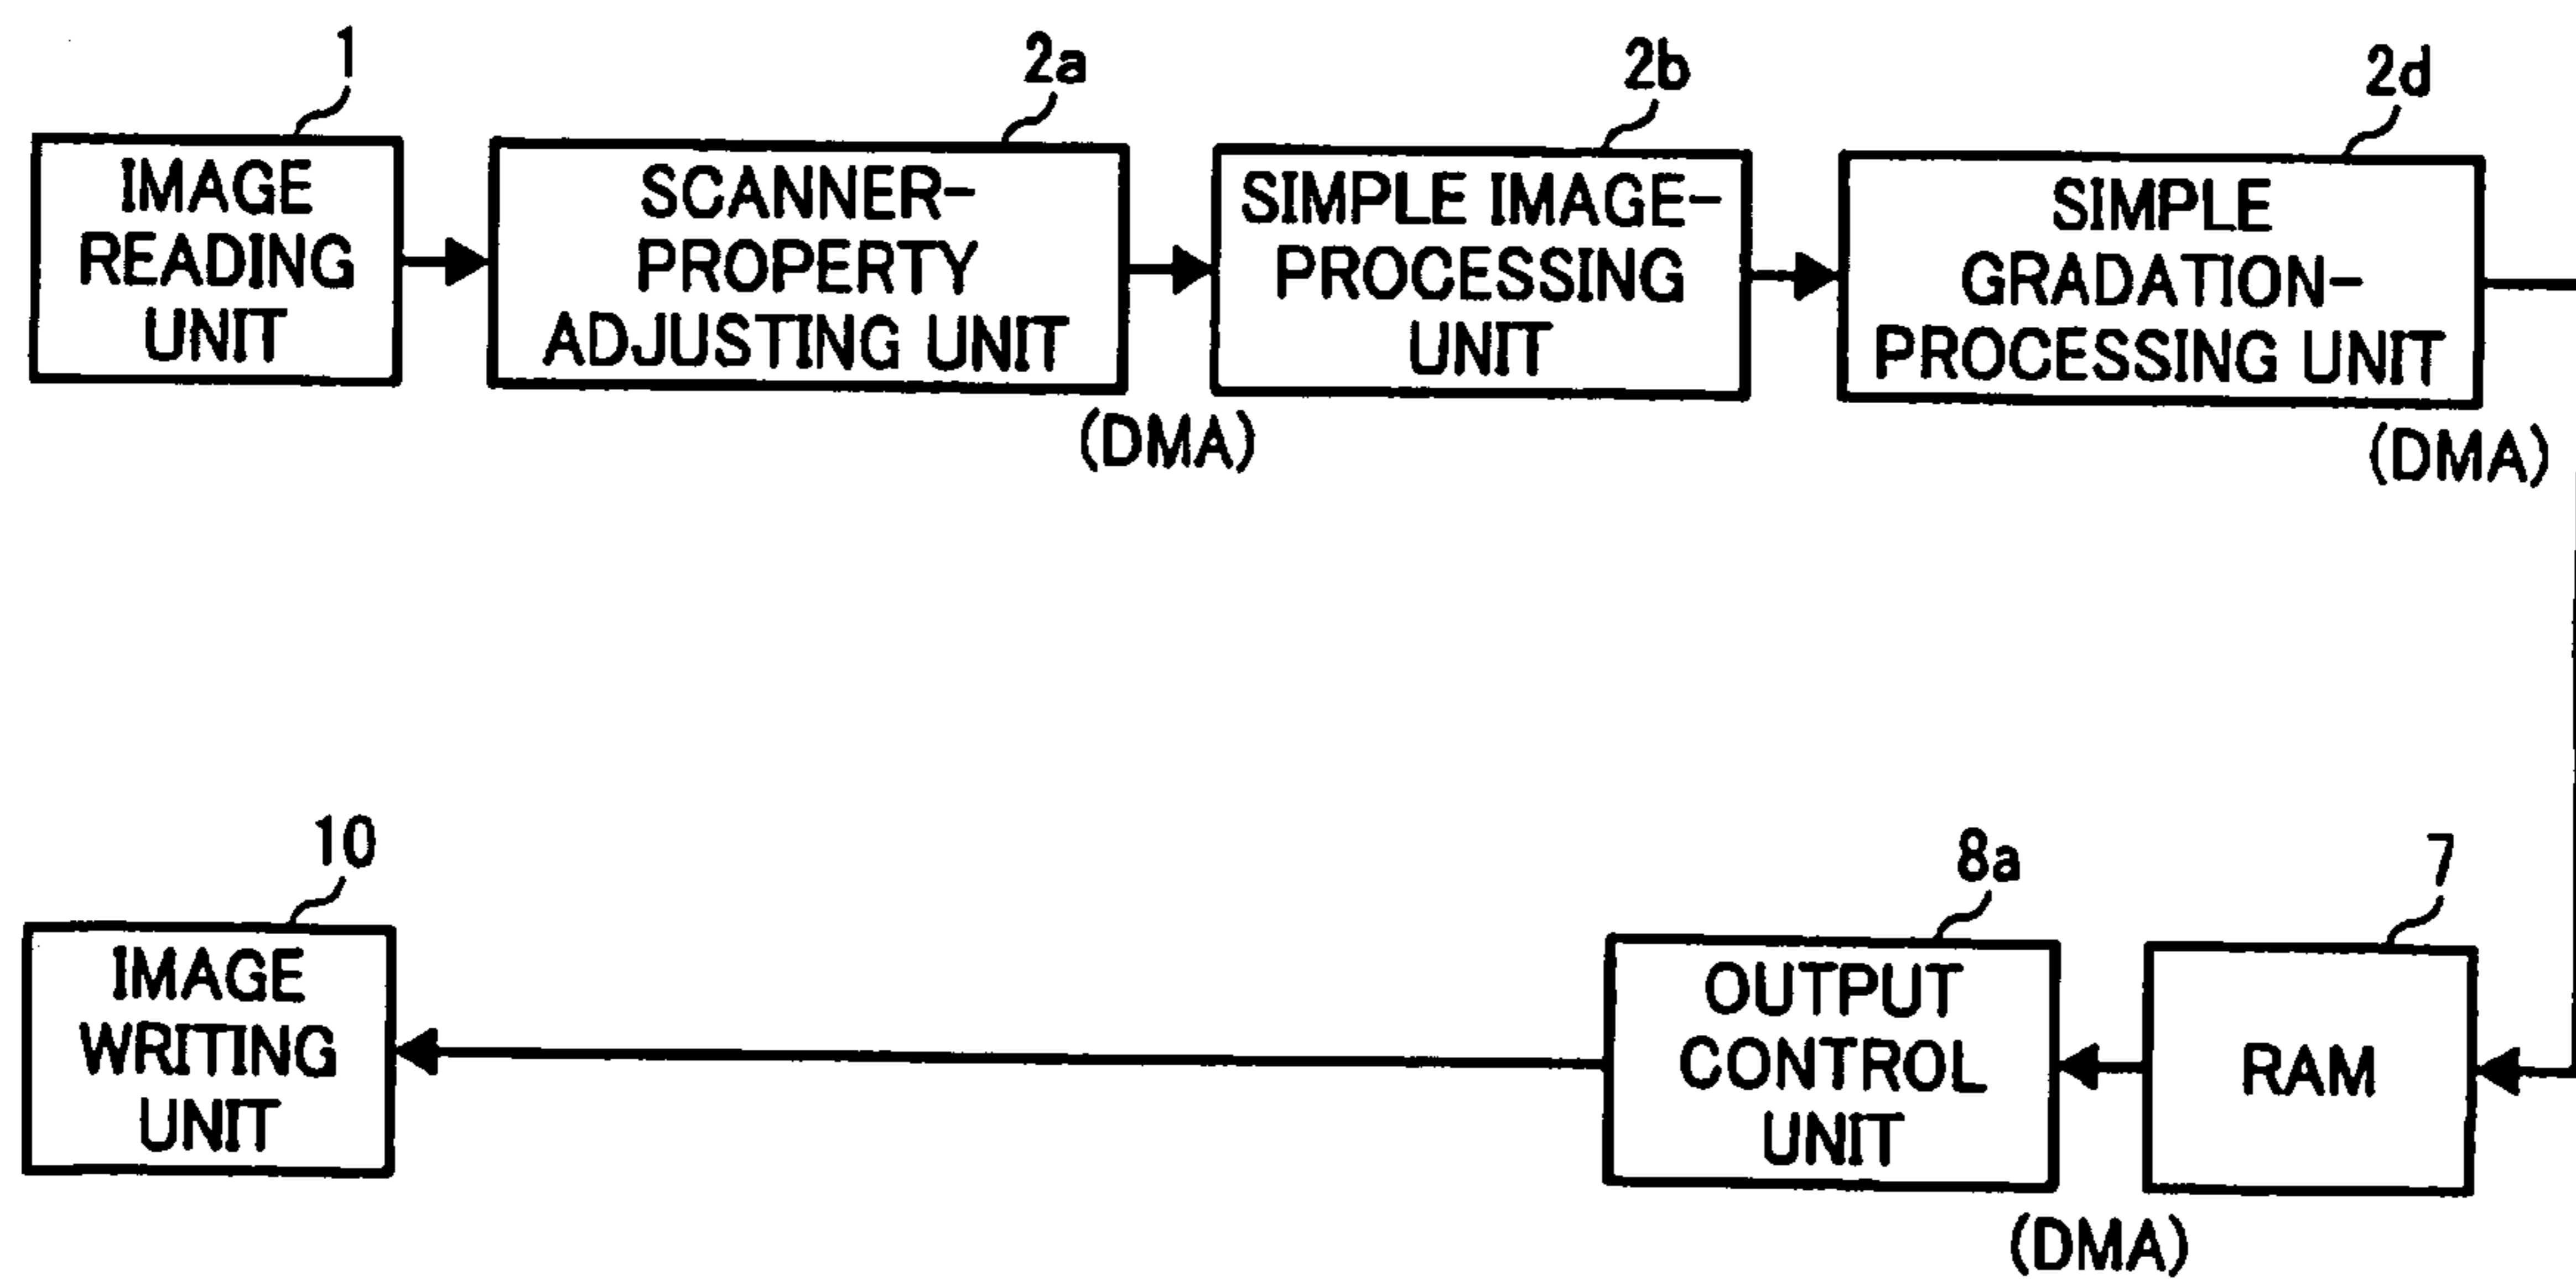 1
IMAGE
READING
UNIT
2a
SCANNER-
PROPERTY
ADJUSTING UNIT
(DMA)
2b
SIMPLE IMAGE-
PROCESSING
UNIT
2d
SIMPLE
GRADATION-
PROCESSING UNIT
(DMA)
10
IMAGE
WRITING
UNIT
8a
OUTPUT
CONTROL
UNIT
(DMA)
7
RAM